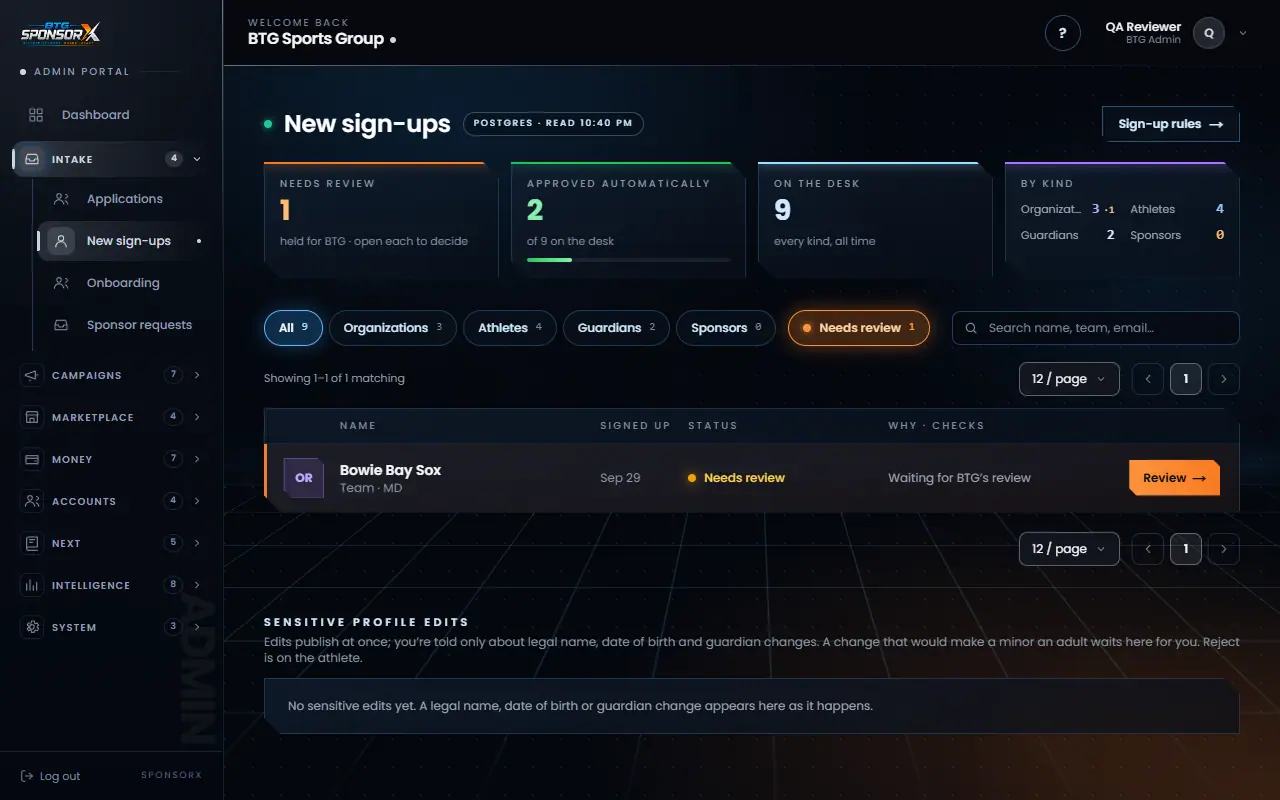 BTG
SPONSORX
ADMIN PORTAL
Dashboard
INTAKE 4
Applications
New sign-ups
Onboarding
Sponsor requests
CAMPAIGNS 7
MARKETPLACE 4
MONEY 7
ACCOUNTS 4
NEXT 5
INTELLIGENCE 8
SYSTEM 3
ADMIN
Log out SPONSORX
WELCOME BACK
BTG Sports Group
?
QA Reviewer
BTG Admin
Q
New sign-ups
POSTGRES · READ 10:40 PM
Sign-up rules →
NEEDS REVIEW
1
held for BTG · open each to decide
APPROVED AUTOMATICALLY
2
of 9 on the desk
ON THE DESK
9
every kind, all time
BY KIND
Organizat… 3 ·1 Athletes 4
Guardians 2 Sponsors 0
All 9 Organizations 3 Athletes 4 Guardians 2 Sponsors 0 Needs review 1
Search name, team, email…
Showing 1–1 of 1 matching
12 / page ‹ 1 ›
NAME SIGNED UP STATUS WHY · CHECKS
OR Bowie Bay Sox Sep 29 Needs review Waiting for BTG’s review Review →
Team · MD
12 / page ‹ 1 ›
SENSITIVE PROFILE EDITS
Edits publish at once; you’re told only about legal name, date of birth and guardian changes. A change that would make a minor an adult waits here for you. Reject
is on the athlete.
No sensitive edits yet. A legal name, date of birth or guardian change appears here as it happens.